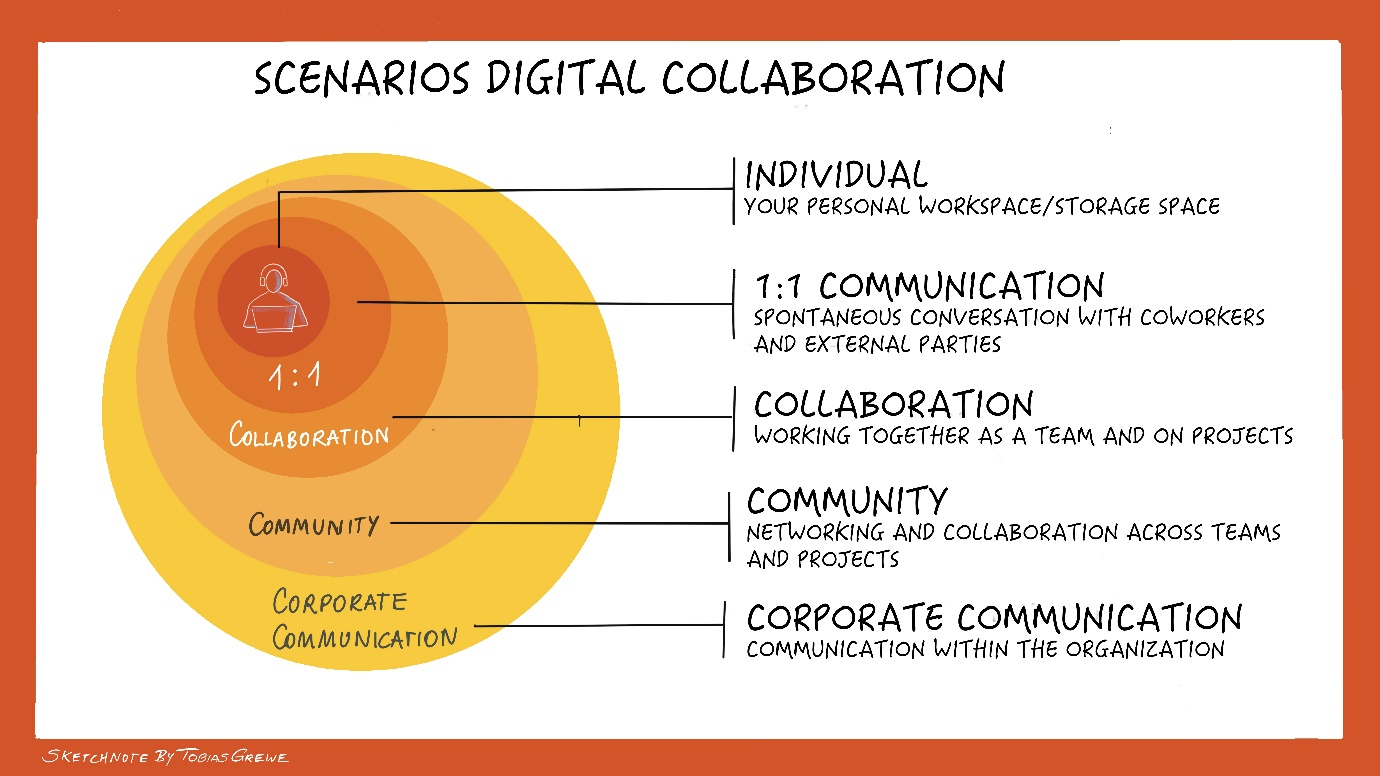 SCENARIOS DIGITAL COLLABORATION
INDIVIDUAL
YOUR PERSONAL WORKSPACE/STORAGE SPACE
1:1 COMMUNICATION
SPONTANEOUS CONVERSATION WITH COWORKERS
AND EXTERNAL PARTIES
1:1
COLLABORATION
WORKING TOGETHER AS A TEAM AND ON PROJECTS
COLLABORATION
COMMUNITY
NETWORKING AND COLLABORATION ACROSS TEAMS
AND PROJECTS
COMMUNITY
CORPORATE
COMMUNICATION
CORPORATE COMMUNICATION
COMMUNICATION WITHIN THE ORGANIZATION
SKETCHNOTE BY TOBIAS GREWE